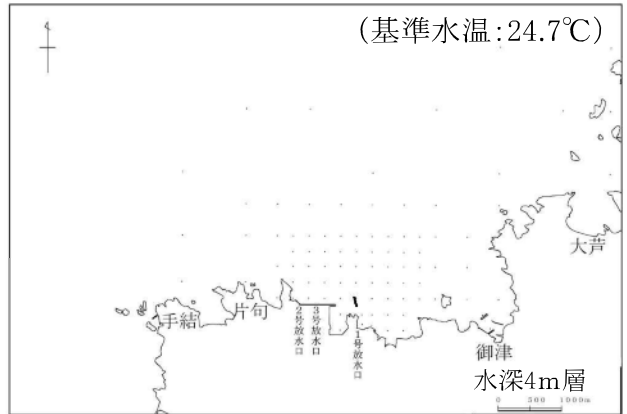 (基準水温:24.7℃)
大芦
手結
片句
2号放水口
3号放水口
1号放水口
御津
水深4m層
0 500 1000m